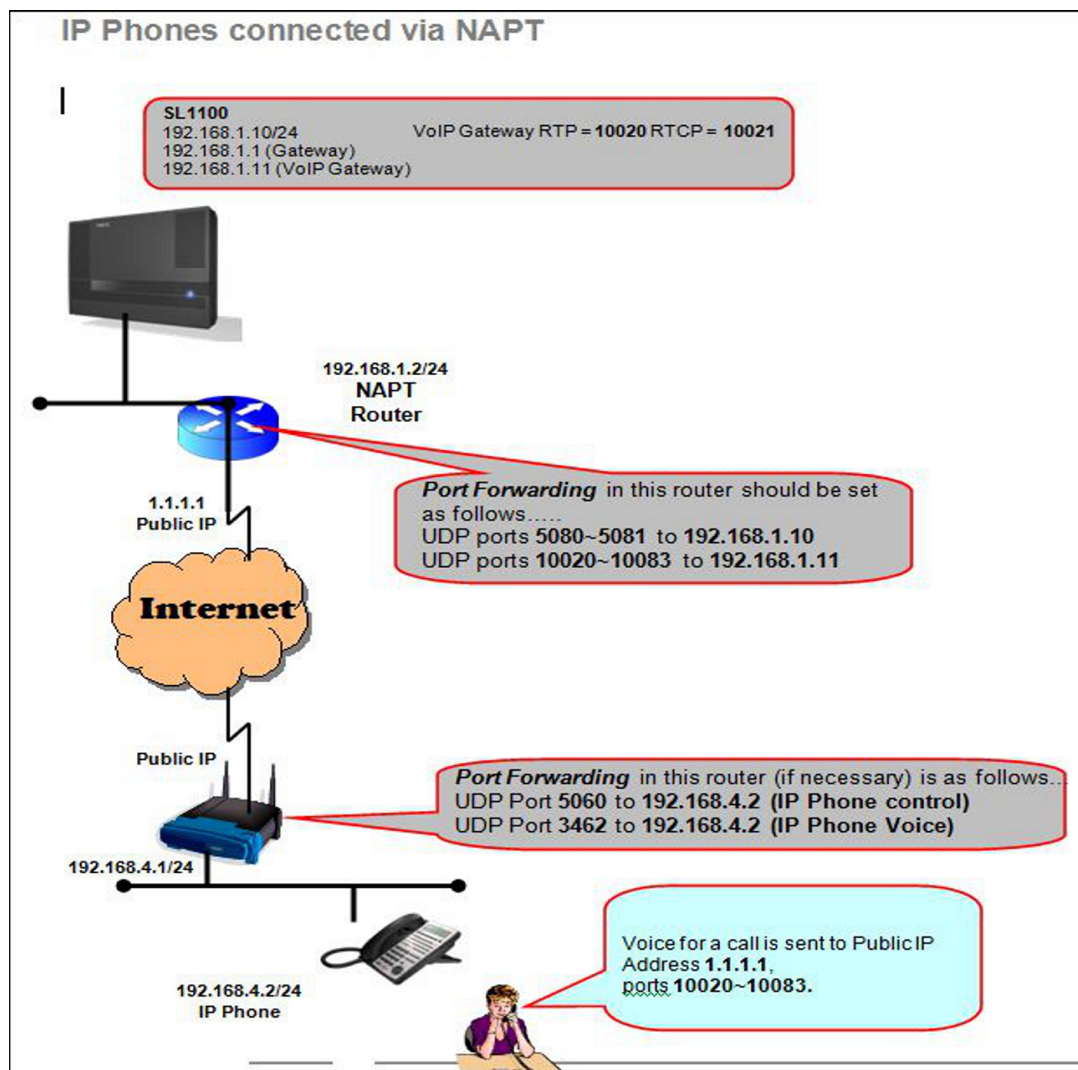 IP Phones connected via NAPT
SL1100
192.168.1.10/24 VoIP Gateway RTP = 10020 RTCP = 10021
192.168.1.1 (Gateway)
192.168.1.11 (VoIP Gateway)
192.168.1.2/24
NAPT
Router
Port Forwarding in this router should be set
as follows.....
UDP ports 5080~5081 to 192.168.1.10
UDP ports 10020~10083 to 192.168.1.11
1.1.1.1
Public IP
Internet
Public IP
Port Forwarding in this router (if necessary) is as follows...
UDP Port 5060 to 192.168.4.2 (IP Phone control)
UDP Port 3462 to 192.168.4.2 (IP Phone Voice)
192.168.4.1/24
Voice for a call is sent to Public IP
Address 1.1.1.1,
ports 10020~10083.
192.168.4.2/24
IP Phone